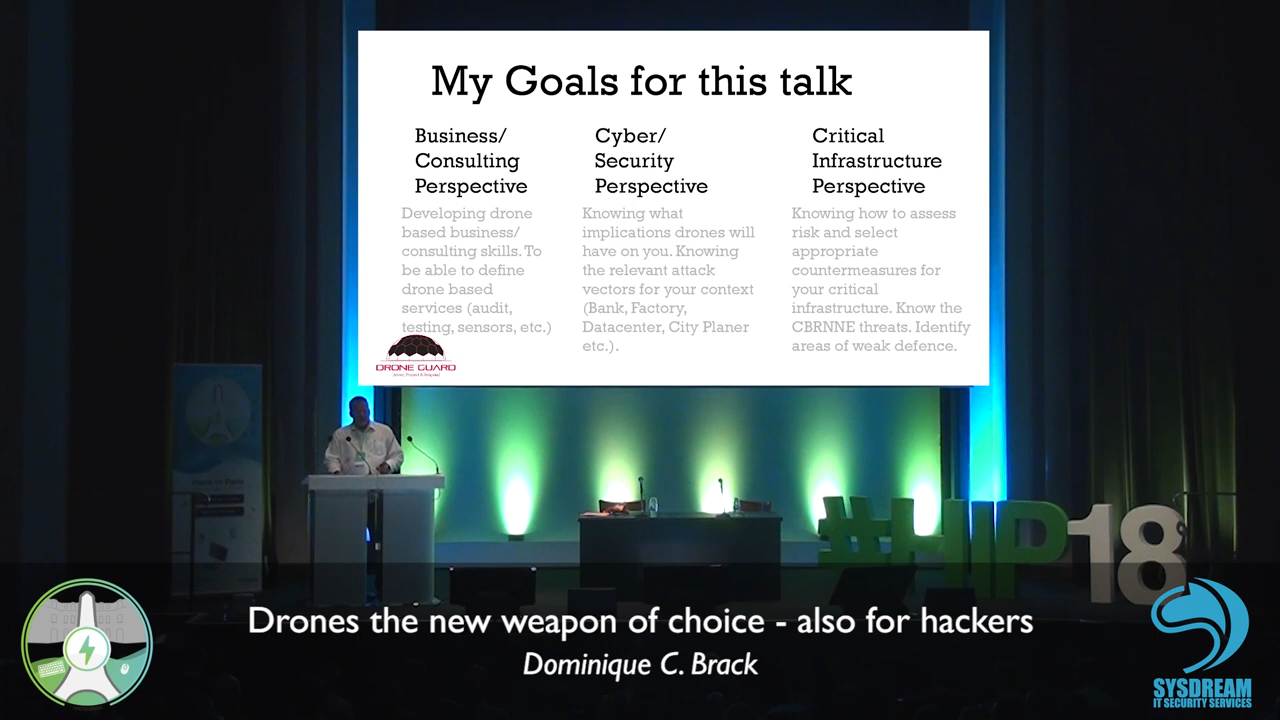 My Goals for this talk
Business/
Consulting
Perspective
Developing drone
based business/
consulting skills. To
be able to define
drone based
services (audit,
testing, sensors, etc.)
Cyber/
Security
Perspective
Knowing what
implications drones will
have on you. Knowing
the relevant attack
vectors for your context
(Bank, Factory,
Datacenter, City Planer
etc.).
Critical
Infrastructure
Perspective
Knowing how to assess
risk and select
appropriate
countermeasures for
your critical
infrastructure. Know the
CBRNNE threats. Identify
areas of weak defence.
DRONE GUARD
#HIP18
Drones the new weapon of choice - also for hackers
Dominique C. Brack
SYSDREAM
IT SECURITY SERVICES